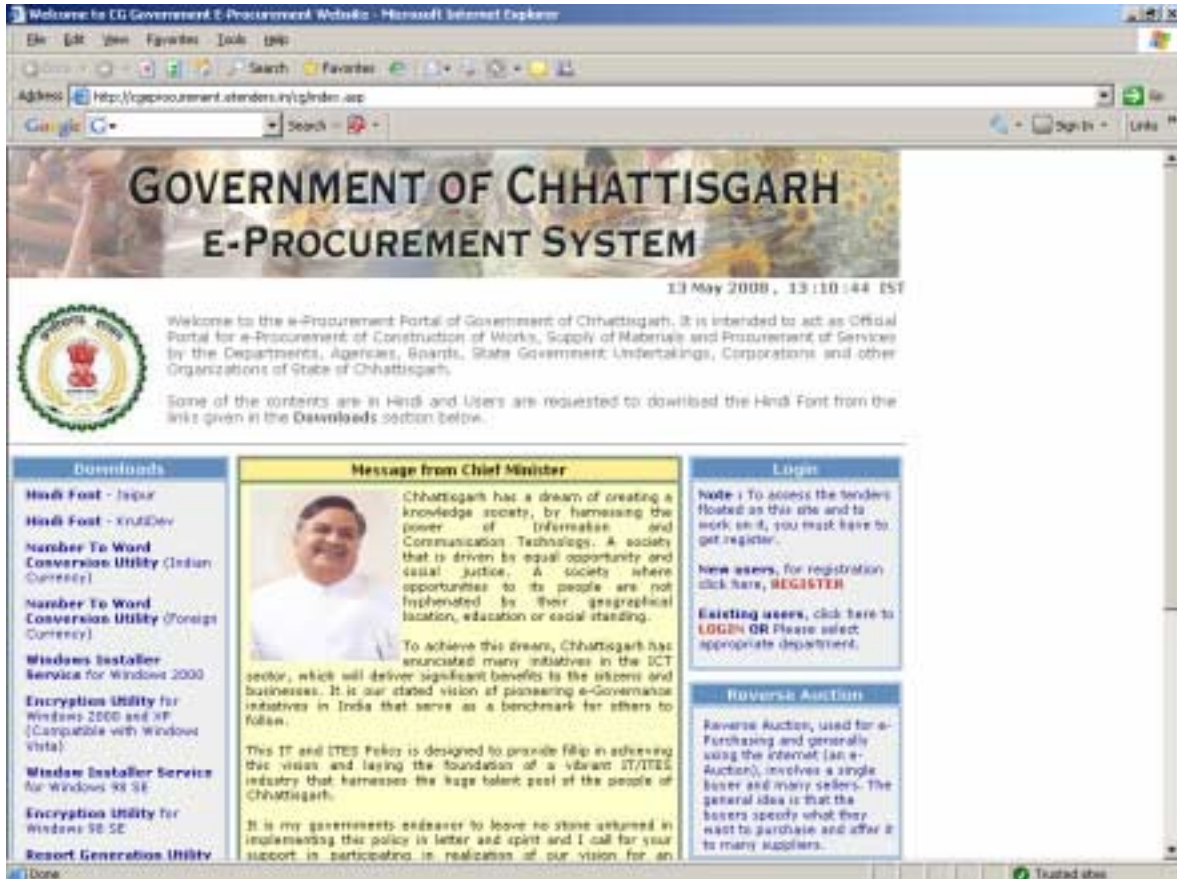 Welcome to CG Government E-Procurement Website - Microsoft Internet Explorer
File Edit View Favorites Tools Help
Search Favorites
Address http://cgeprocurement.etenders.in/cg/index.asp Go
Google G Search Sign In Links
GOVERNMENT OF CHHATTISGARH
E-PROCUREMENT SYSTEM
13 May 2008, 13:10:44 IST
Welcome to the e-Procurement Portal of Government of Chhattisgarh. It is intended to act as Official
Portal for e-Procurement of Construction of Works, Supply of Materials and Procurement of Services
by the Departments, Agencies, Boards, State Government Undertakings, Corporations and other
Organizations of State of Chhattisgarh.
Some of the contents are in Hindi and Users are requested to download the Hindi Font from the
links given in the Downloads section below.
Downloads
Hindi Font - Jaipur
Hindi Font - KrutiDev
Number To Word
Conversion Utility (Indian
Currency)
Number To Word
Conversion Utility (Foreign
Currency)
Windows Installer
Service for Windows 2000
Encryption Utility for
Windows 2000 and XP
(Compatible with Windows
Vista)
Window Installer Service
for Windows 98 SE
Encryption Utility for
Windows 98 SE
Report Generation Utility
Message from Chief Minister
Chhattisgarh has a dream of creating a
knowledge society, by harnessing the
power of Information and
Communication Technology. A society
that is driven by equal opportunity and
social justice. A society where
opportunities to its people are not
hyphenated by their geographical
location, education or social standing.
To achieve this dream, Chhattisgarh has
enunciated many initiatives in the ICT
sector, which will deliver significant benefits to the citizens and
businesses. It is our stated vision of pioneering e-Governance
initiatives in India that serve as a benchmark for others to
follow.
This IT and ITES Policy is designed to provide fillip in achieving
this vision and laying the foundation of a vibrant IT/ITES
industry that harnesses the huge talent pool of the people of
Chhattisgarh.
It is my governments endeavor to leave no stone unturned in
implementing this policy in letter and spirit and I call for your
support in participating in realization of our vision for an
Login
Note : To access the tenders
floated on this site and to
work on it, you must have to
get register.
New users, for registration
click here, REGISTER
Existing users, click here to
LOGIN OR Please select
appropriate department.
Reverse Auction
Reverse Auction, used for e-
Purchasing and generally
using the internet (an e-
Auction), involves a single
buyer and many sellers. The
general idea is that the
buyers specify what they
want to purchase and offer it
to many suppliers.
Done
Trusted sites